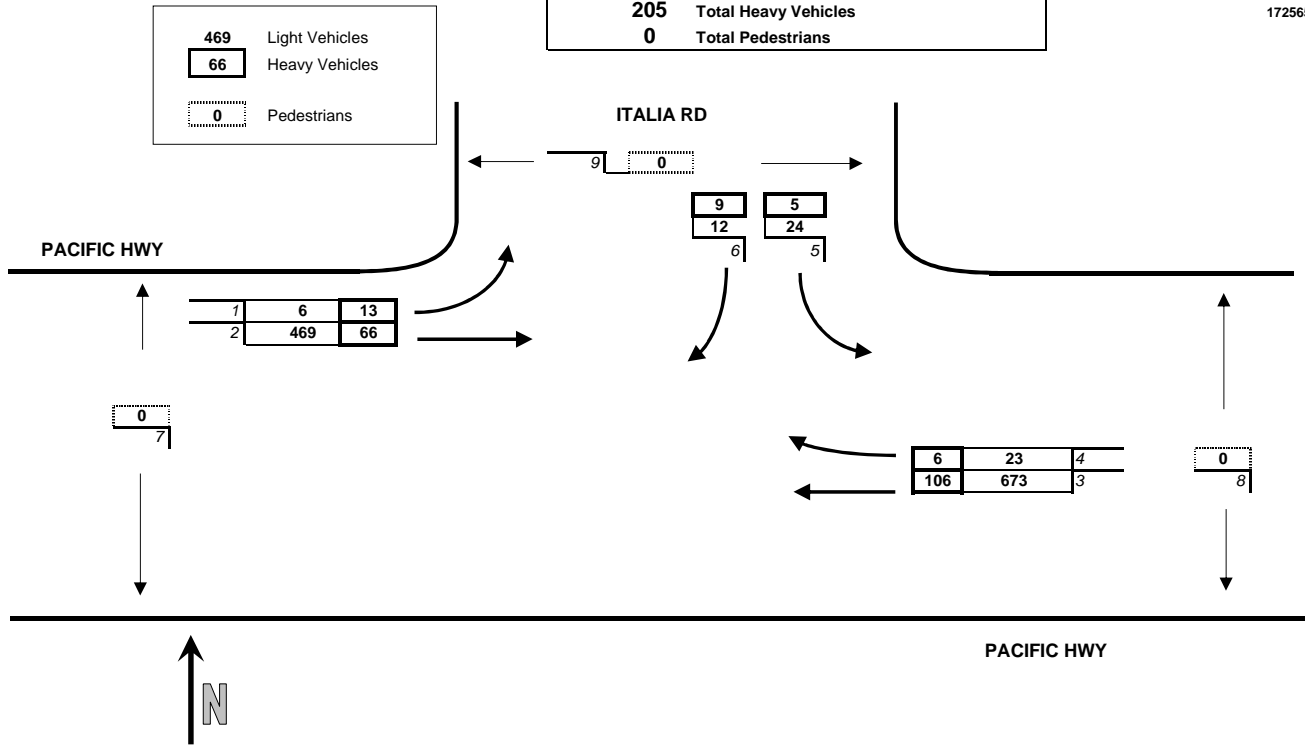 205 Total Heavy Vehicles
0 Total Pedestrians
469 Light Vehicles
66 Heavy Vehicles
0 Pedestrians
ITALIA RD
9 0
9 5
12 24
6 5
PACIFIC HWY
1 6 13
2 469 66
0
7
6 23 4
106 673 3
0
8
PACIFIC HWY
N